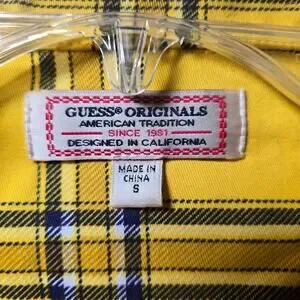 GUESS® ORIGINALS
AMERICAN TRADITION
SINCE 1981
DESIGNED IN CALIFORNIA
MADE IN
CHINA
S